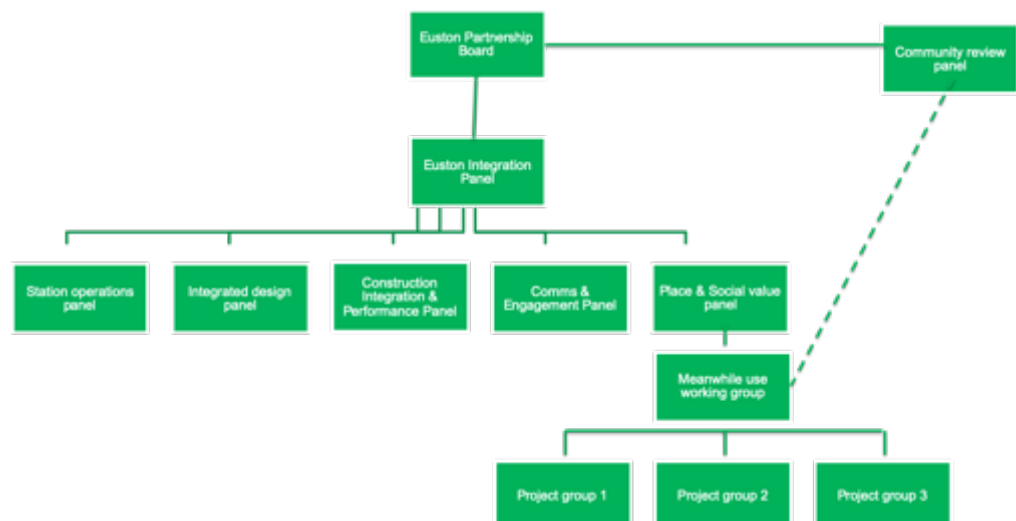 Euston Partnership
Board
Community review
panel
Euston Integration
Panel
Station operations
panel
Integrated design
panel
Construction
Integration &
Performance Panel
Comms &
Engagement Panel
Place & Social value
panel
Meanwhile use
working group
Project group 1
Project group 2
Project group 3